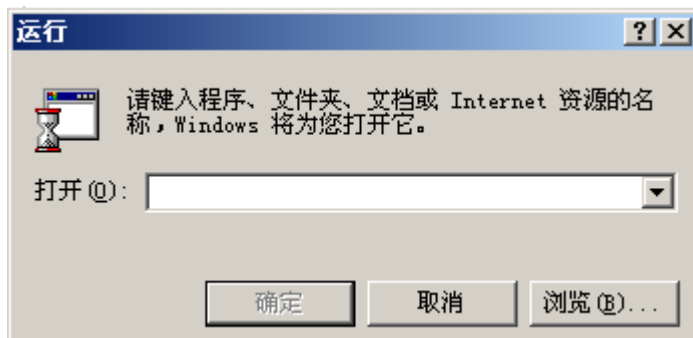 运行
请键入程序、文件夹、文档或 Internet 资源的名
称，Windows 将为您打开它。
打开(O):
确定
取消
浏览(B)...